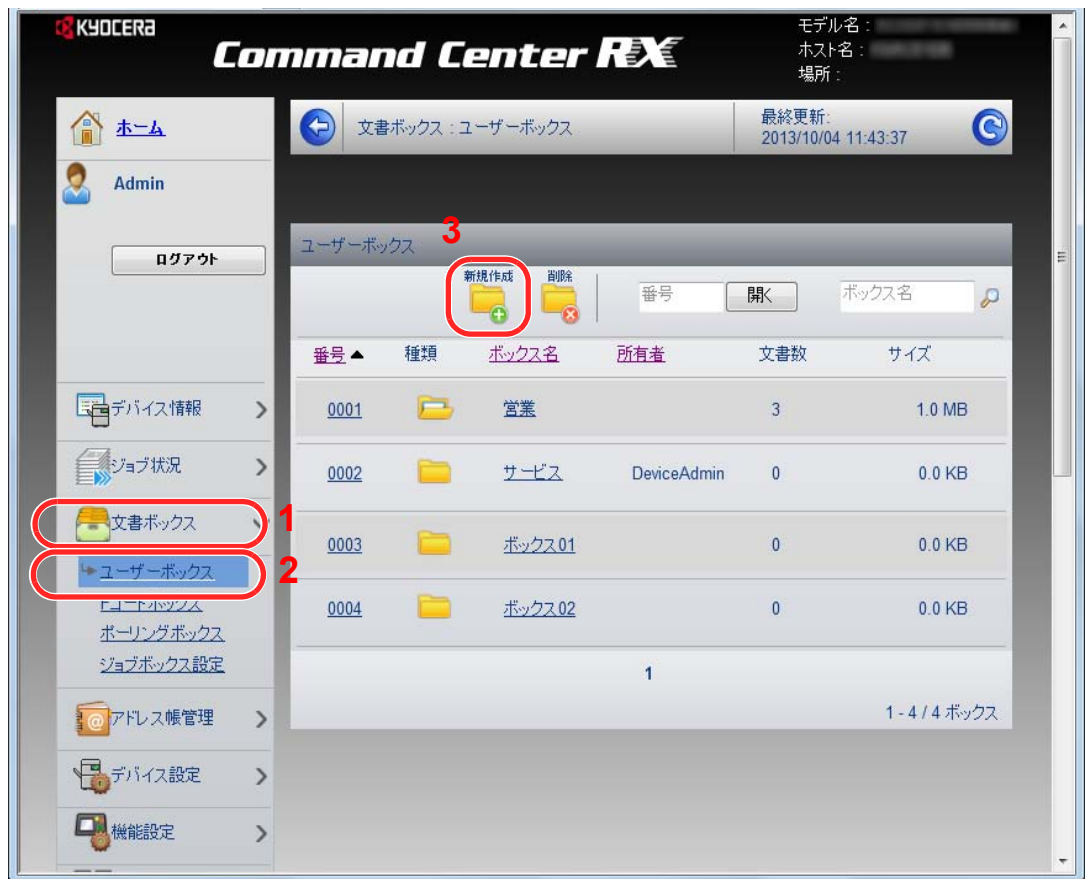 KYOCERA
Command Center RX
モデル名 :
ホスト名 :
場所 :
ホーム
Admin
ログアウト
文書ボックス : ユーザーボックス
最終更新:
2013/10/04 11:43:37
ユーザーボックス
3
新規作成
削除
番号
開く
ボックス名
番号▲ 種類 ボックス名 所有者 文書数 サイズ
0001 営業 3 1.0 MB
0002 サービス DeviceAdmin 0 0.0 KB
0003 ボックス01 0 0.0 KB
0004 ボックス02 0 0.0 KB
1
1 - 4 / 4 ボックス
デバイス情報
ジョブ状況
文書ボックス 1
ユーザーボックス 2
Fコードボックス
ポーリングボックス
ジョブボックス設定
アドレス帳管理
デバイス設定
機能設定